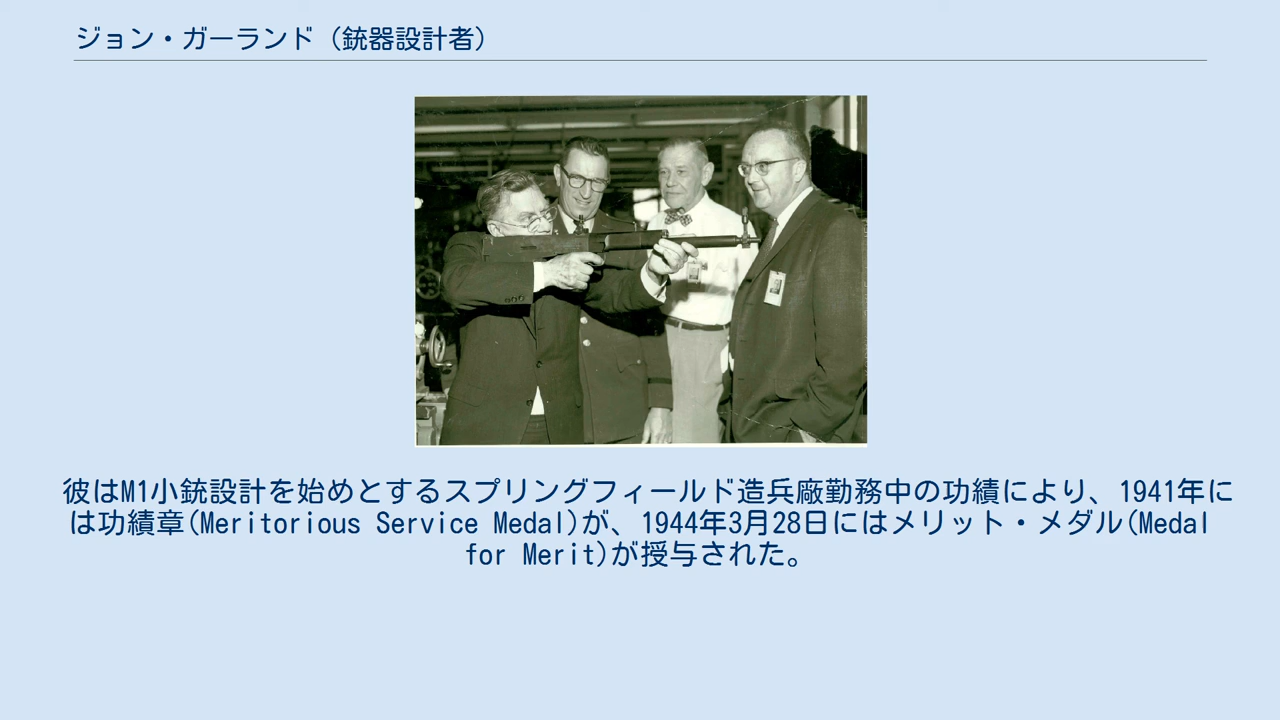 ジョン・ガーランド（銃器設計者）
彼はM1小銃設計を始めとするスプリングフィールド造兵廠勤務中の功績により、1941年に
は功績章(Meritorious Service Medal)が、1944年3月28日にはメリット・メダル(Medal
for Merit)が授与された。